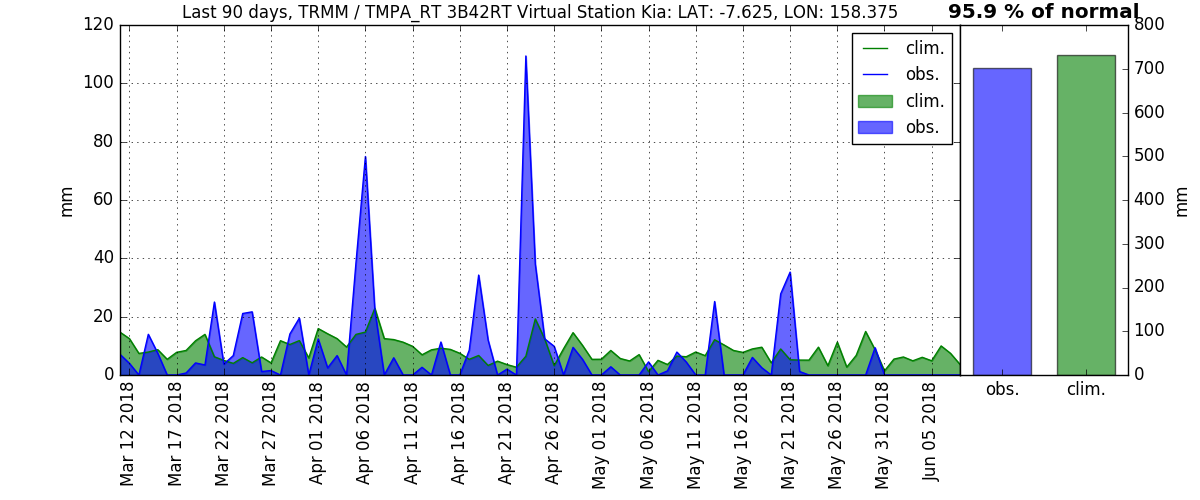 Last 90 days, TRMM / TMPA_RT 3B42RT Virtual Station Kia: LAT: -7.625, LON: 158.375
95.9 % of normal
120
100
80
60
40
20
0
mm
clim.
obs.
clim.
obs.
800
700
600
500
400
300
200
100
0
mm
Mar 12 2018
Mar 17 2018
Mar 22 2018
Mar 27 2018
Apr 01 2018
Apr 06 2018
Apr 11 2018
Apr 16 2018
Apr 21 2018
Apr 26 2018
May 01 2018
May 06 2018
May 11 2018
May 16 2018
May 21 2018
May 26 2018
May 31 2018
Jun 05 2018
obs.
clim.